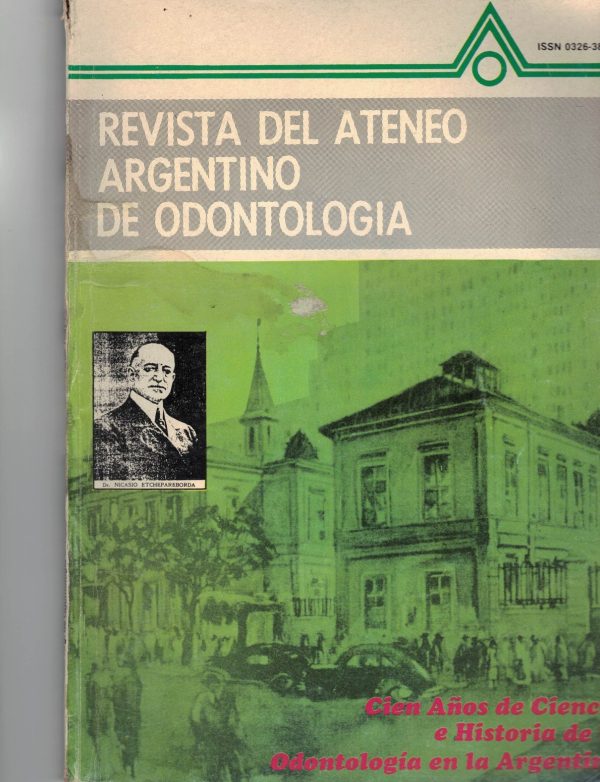 ISSN 0326-38
REVISTA DEL ATENEO
ARGENTINO
DE ODONTOLOGIA
Dr. NICASIO ETCHEPAREBORDA
Cien Años de Cienc
e Historia de
Odontología en la Argenti